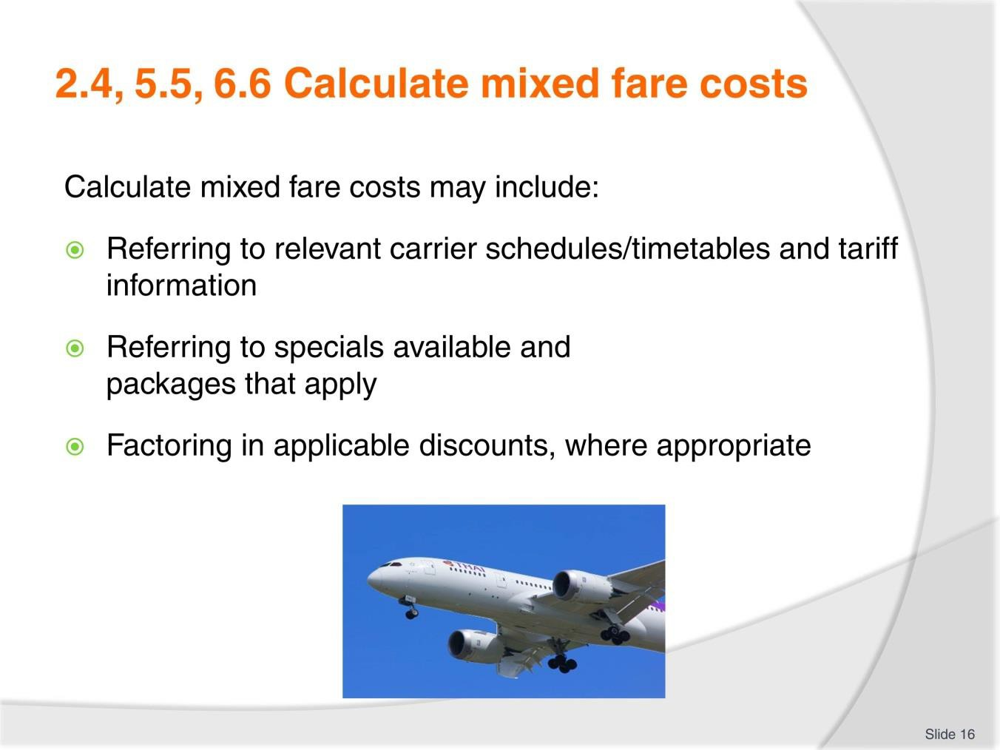 2.4, 5.5, 6.6 Calculate mixed fare costs
Calculate mixed fare costs may include:
Referring to relevant carrier schedules/timetables and tariff
information
Referring to specials available and
packages that apply
Factoring in applicable discounts, where appropriate
THAI
Slide 16